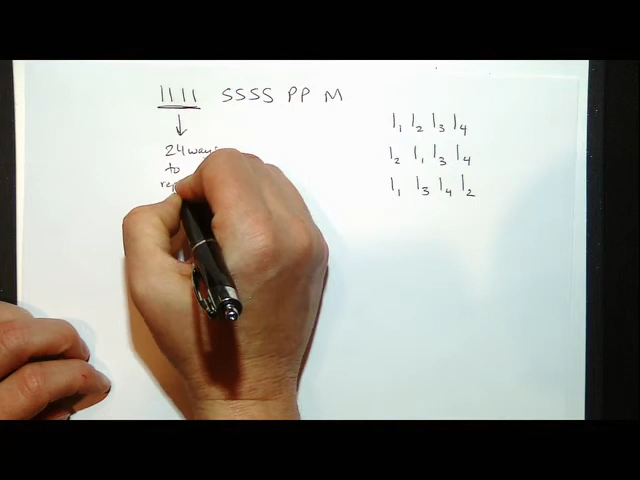 IIII SSSS PP M
24 ways
to
I₁ I₂ I₃ I₄
I₂ I₁ I₃ I₄
I₁ I₃ I₄ I₂